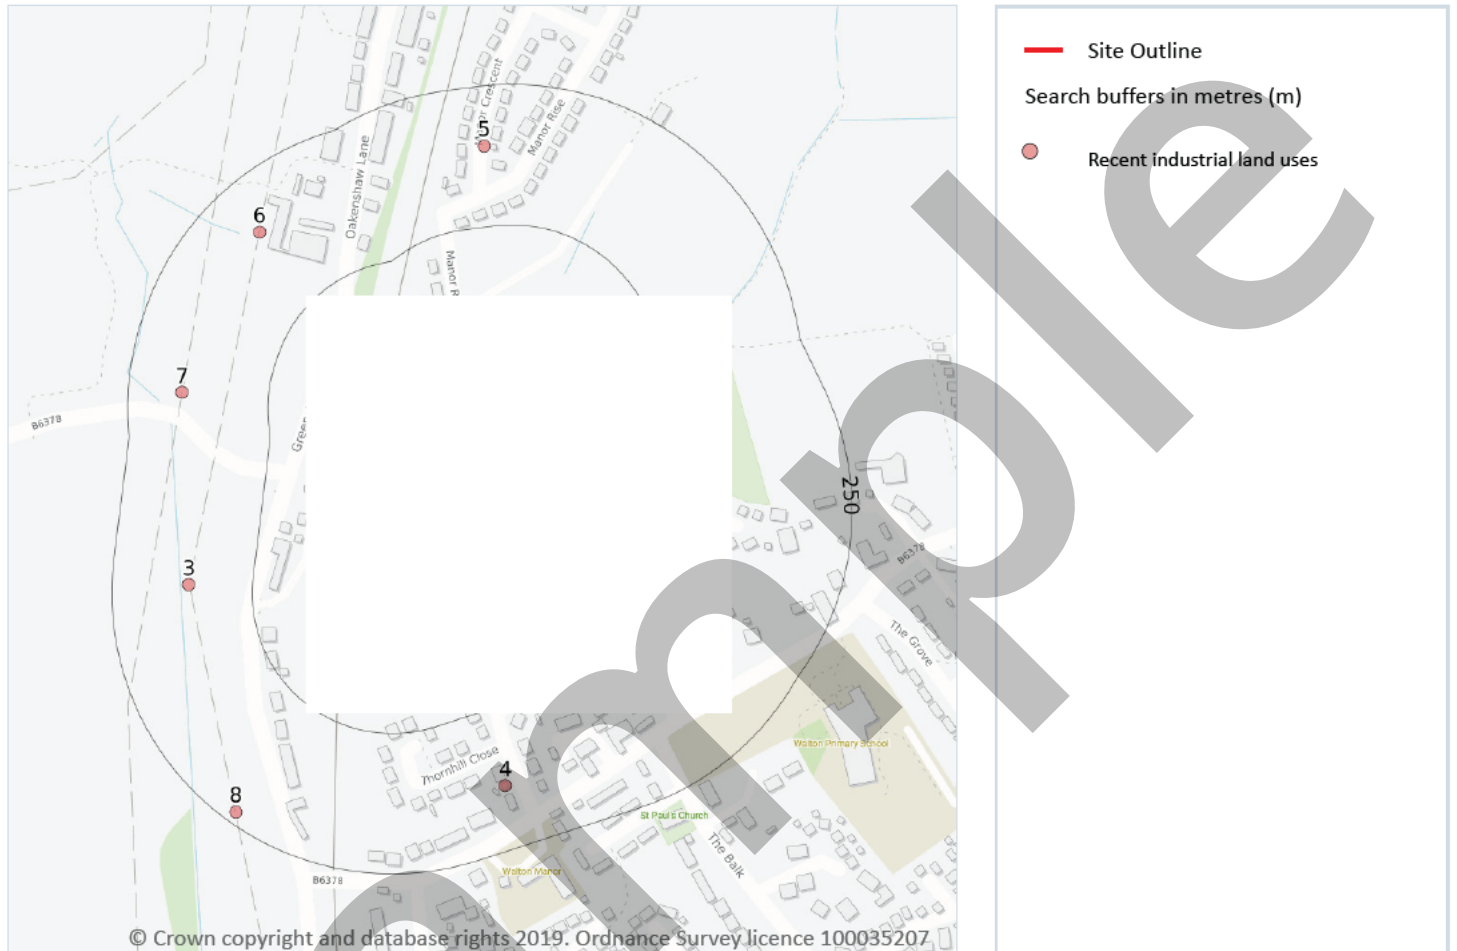 Site Outline
Search buffers in metres (m)
Recent industrial land uses
5
Crescent
Manor Rise
Oakenshaw Lane
6
Manor R
7
B6378
Green
250
B6378
3
The Grove
Walton Primary School
Thornhill Close
4
8
St Paul's Church
The Balk
Walton Manor
B6378
© Crown copyright and database rights 2019. Ordnance Survey licence 100035207
mple